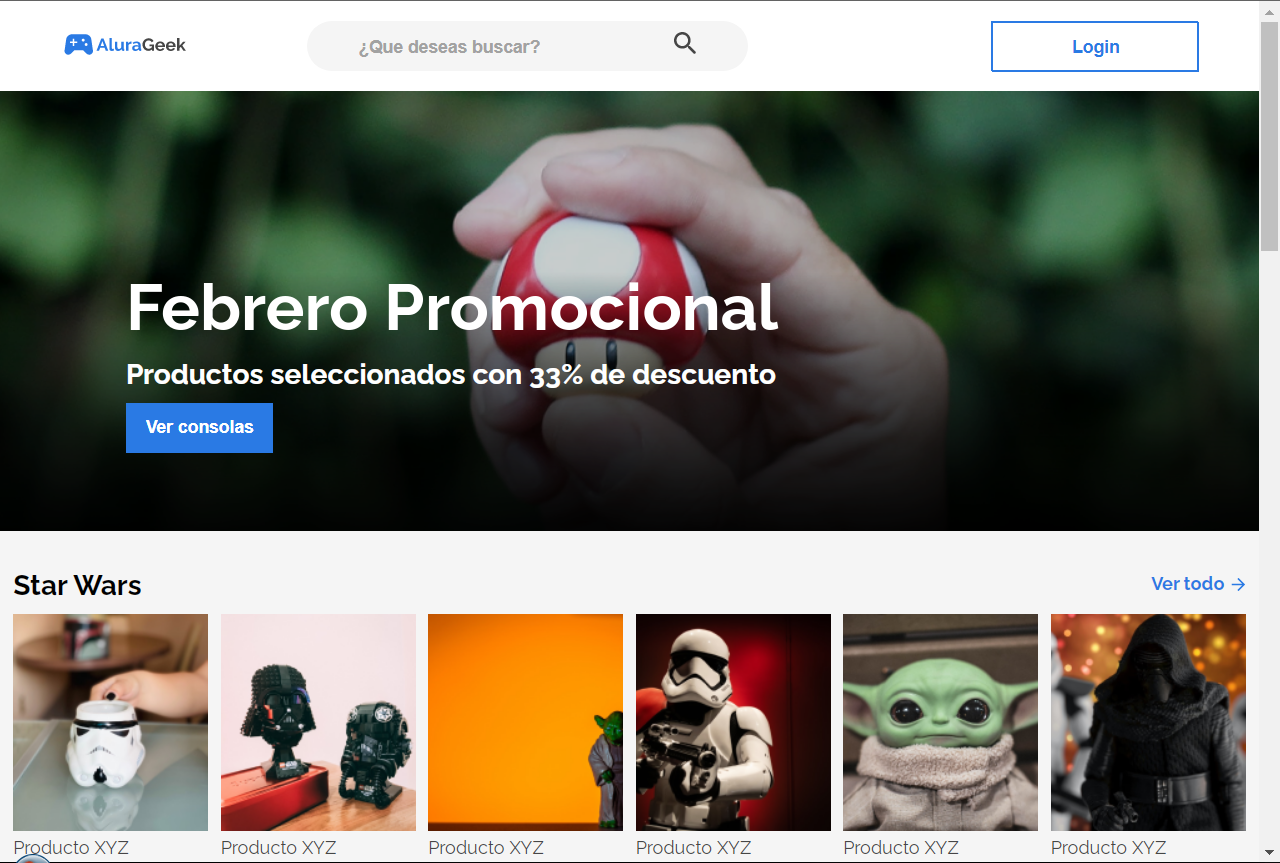 AluraGeek
¿Que deseas buscar?
Login
Febrero Promocional
Productos seleccionados con 33% de descuento
Ver consolas
Star Wars
Ver todo →
Producto XYZ Producto XYZ Producto XYZ Producto XYZ Producto XYZ Producto XYZ